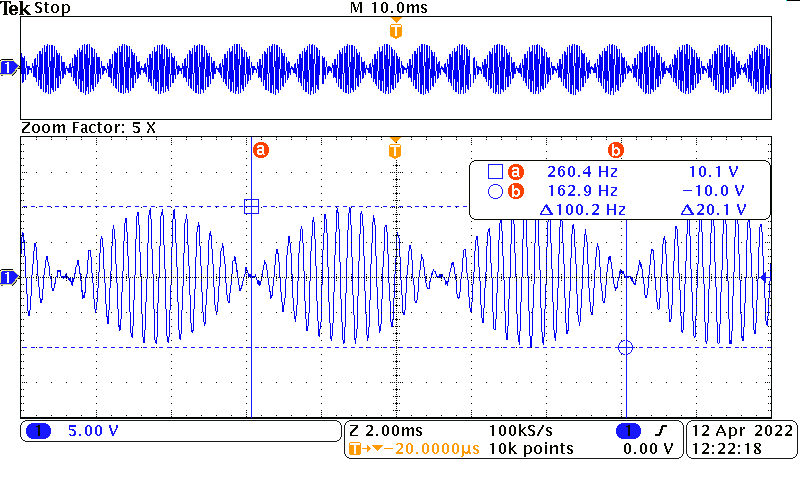 Tek Stop M 10.0ms
T
1
Zoom Factor: 5 X
a T b
a 260.4 Hz 10.1 V
b 162.9 Hz −10.0 V
Δ100.2 Hz Δ20.1 V
1
1 5.00 V Z 2.00ms 100kS/s 1 ∫ 12 Apr 2022
T→▼−20.0000µs 10k points 0.00 V 12:22:18